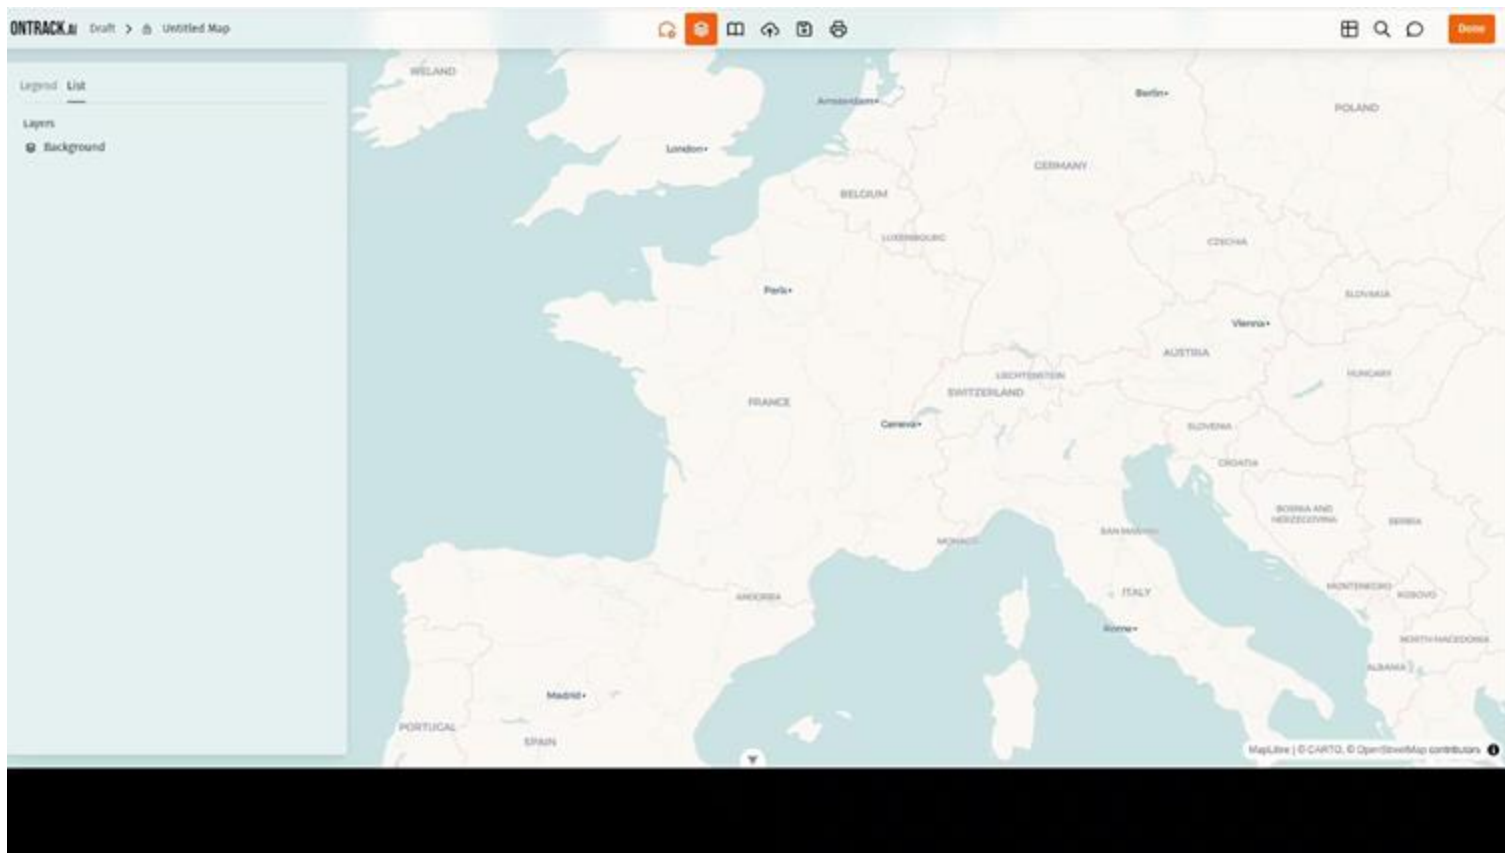 ONTRACK.AI Draft > Untitled Map Done
Legend List
Layers
Background
IRELAND
Amsterdam
Berlin
POLAND
London
GERMANY
BELGIUM
LUXEMBOURG
CZECHIA
Paris
SLOVAKIA
Vienna
AUSTRIA
LIECHTENSTEIN
HUNGARY
SWITZERLAND
FRANCE
Geneva
SLOVENIA
CROATIA
BOSNIA AND
HERZEGOVINA
SERBIA
SAN MARINO
MONACO
MONTENEGRO
ANDORRA
ITALY
KOSOVO
Rome
NORTH MACEDONIA
ALBANIA
Madrid
PORTUGAL
SPAIN
MapLibre | © CARTO, © OpenStreetMap contributors